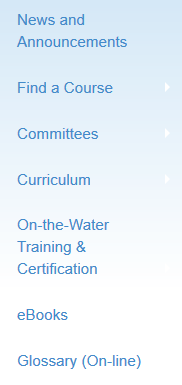 News and
Announcements
Find a Course
Committees
Curriculum
On-the-Water
Training &
Certification
eBooks
Glossary (On-line)